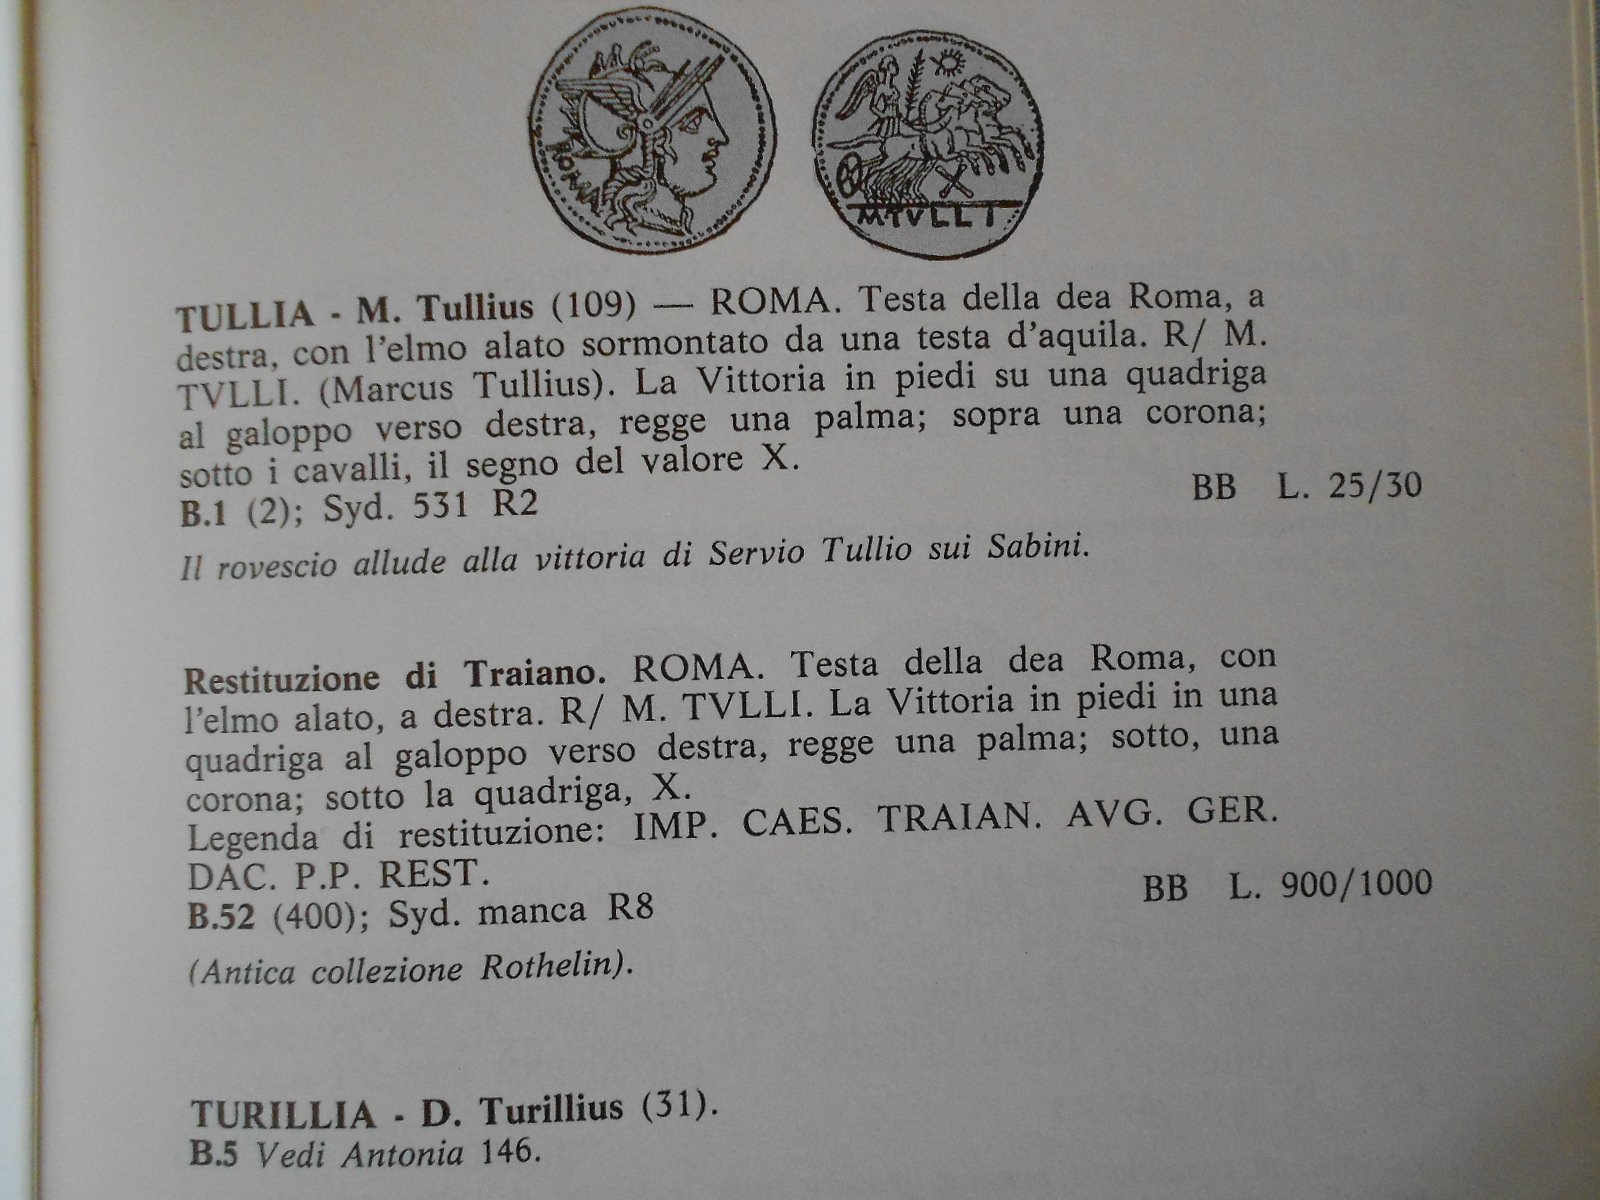 ROMA
M·TVLLI
TULLIA - M. Tullius (109) — ROMA. Testa della dea Roma, a
destra, con l'elmo alato sormontato da una testa d'aquila. R/ M.
TVLLI. (Marcus Tullius). La Vittoria in piedi su una quadriga
al galoppo verso destra, regge una palma; sopra una corona;
sotto i cavalli, il segno del valore X.
B.1 (2); Syd. 531 R2 BB L. 25/30
Il rovescio allude alla vittoria di Servio Tullio sui Sabini.
Restituzione di Traiano. ROMA. Testa della dea Roma, con
l'elmo alato, a destra. R/ M. TVLLI. La Vittoria in piedi in una
quadriga al galoppo verso destra, regge una palma; sotto, una
corona; sotto la quadriga, X.
Legenda di restituzione: IMP. CAES. TRAIAN. AVG. GER.
DAC. P.P. REST.
B.52 (400); Syd. manca R8 BB L. 900/1000
(Antica collezione Rothelin).
TURILLIA - D. Turillius (31).
B.5 Vedi Antonia 146.